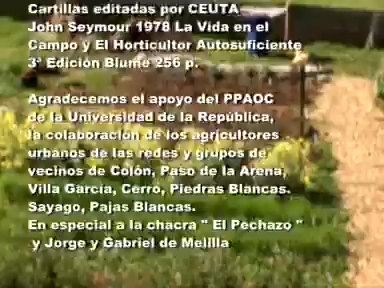 Cartillas editadas por CEUTA
John Seymour 1978 La Vida en el
Campo y El Horticultor Autosuficiente
3ª Edición Blume 256 p.
Agradecemos el apoyo del PPAOC
de la Universidad de la República,
la colaboración de los agricultores
urbanos de las redes y grupos de
vecinos de Colón, Paso de la Arena,
Villa García, Cerro, Piedras Blancas.
Sayago, Pajas Blancas.
En especial a la chacra " El Pechazo "
y Jorge y Gabriel de Melilla